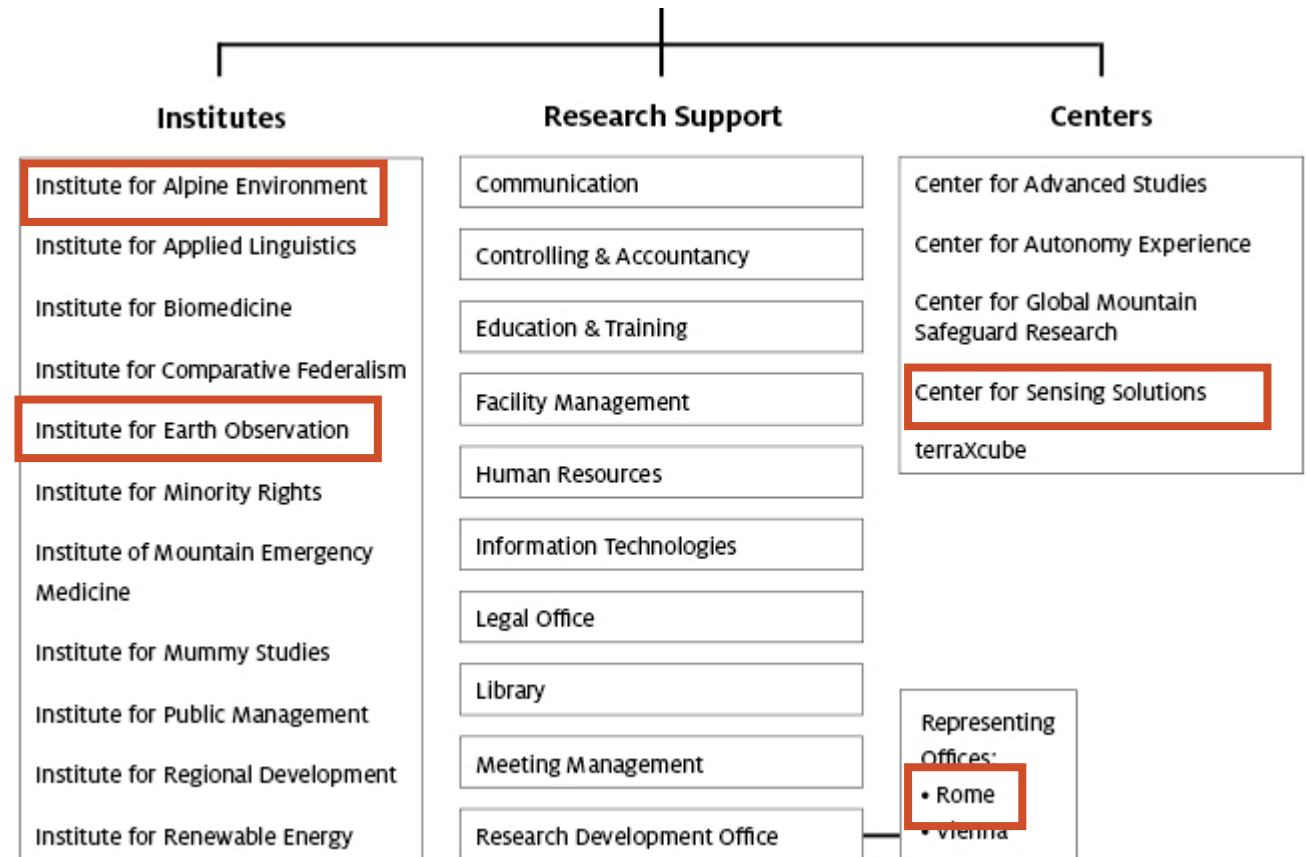 Institutes
Institute for Alpine Environment
Institute for Applied Linguistics
Institute for Biomedicine
Institute for Comparative Federalism
Institute for Earth Observation
Institute for Minority Rights
Institute of Mountain Emergency
Medicine
Institute for Mummy Studies
Institute for Public Management
Institute for Regional Development
Institute for Renewable Energy
Research Support
Communication
Controlling & Accountancy
Education & Training
Facility Management
Human Resources
Information Technologies
Legal Office
Library
Meeting Management
Research Development Office
Centers
Center for Advanced Studies
Center for Autonomy Experience
Center for Global Mountain
Safeguard Research
Center for Sensing Solutions
terraXcube
Representing
Offices:
• Rome
• Vienna